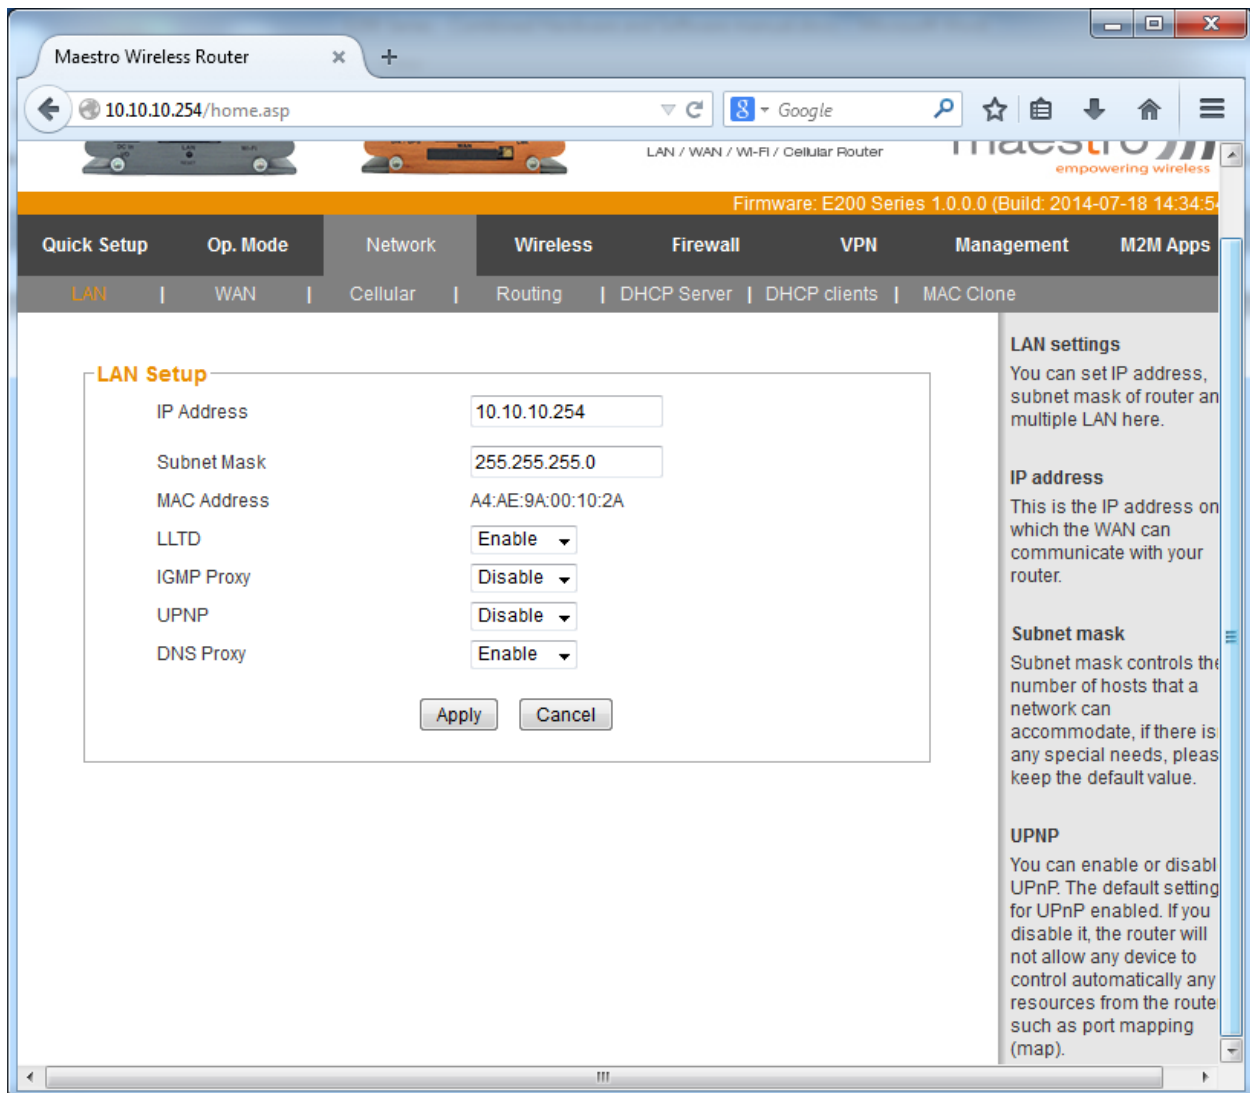 Maestro Wireless Router
10.10.10.254/home.asp
Google
DC IN
I/O
LAN
RESET
Wi-Fi
WAN
LAN / WAN / Wi-Fi / Cellular Router
maestro
empowering wireless
Firmware: E200 Series 1.0.0.0 (Build: 2014-07-18 14:34:54
Quick Setup Op. Mode Network Wireless Firewall VPN Management M2M Apps
LAN | WAN | Cellular | Routing | DHCP Server | DHCP clients | MAC Clone
LAN Setup
IP Address 10.10.10.254
Subnet Mask 255.255.255.0
MAC Address A4:AE:9A:00:10:2A
LLTD Enable
IGMP Proxy Disable
UPNP Disable
DNS Proxy Enable
Apply Cancel
LAN settings
You can set IP address,
subnet mask of router an
multiple LAN here.
IP address
This is the IP address on
which the WAN can
communicate with your
router.
Subnet mask
Subnet mask controls the
number of hosts that a
network can
accommodate, if there is
any special needs, pleas
keep the default value.
UPNP
You can enable or disabl
UPnP. The default setting
for UPnP enabled. If you
disable it, the router will
not allow any device to
control automatically any
resources from the route
such as port mapping
(map).